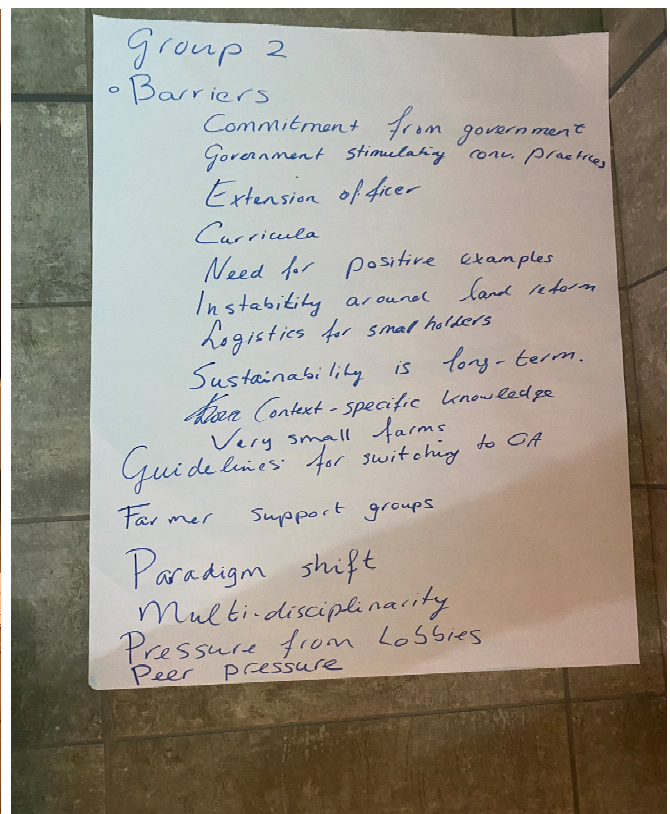 Group 2
Barriers
Commitment from government
Government stimulating conv. practices
Extension officer
Curricula
Need for positive examples
Instability around land reform
Logistics for smallholders
Sustainability is long-term.
Context-specific knowledge
Very small farms
Guidelines for switching to CA
Farmer support groups
Paradigm shift
Multi-disciplinarity
Pressure from Lobbies
Peer pressure